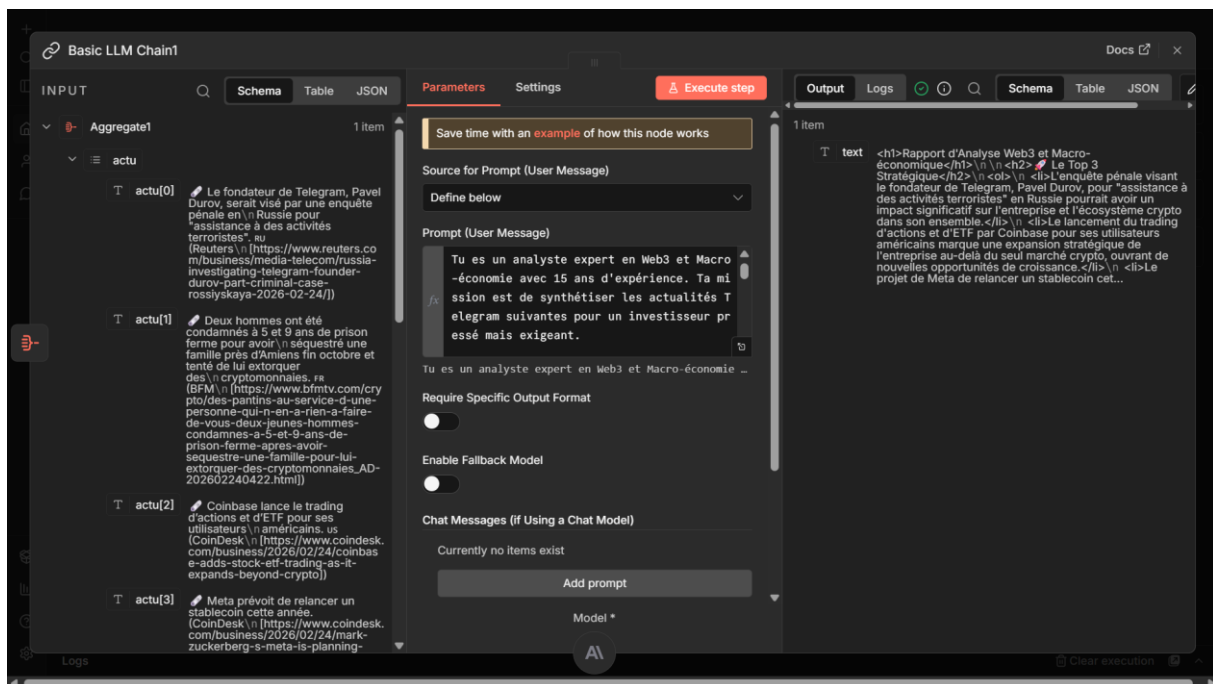 Basic LLM Chain1
Docs
INPUT
Schema
Table
JSON
Aggregate1
1 item
actu
actu[0]
Le fondateur de Telegram, Pavel
Durov, serait visé par une enquête
pénale en\n Russie pour
"assistance à des activités
terroristes". RU
(Reuters\n [https://www.reuters.co
m/business/media-telecom/russia-
investigating-telegram-founder-
durov-part-criminal-case-
rossiyskaya-2026-02-24/])
actu[1]
Deux hommes ont été
condamnés à 5 et 9 ans de prison
ferme pour avoir\n séquestré une
famille près d'Amiens fin octobre et
tenté de lui extorquer
des\n cryptomonnaies. FR
(BFM\n [https://www.bfmtv.com/cry
pto/des-pantins-au-service-d-une-
personne-qui-n-en-a-rien-a-faire-
de-vous-deux-jeunes-hommes-
condamnes-a-5-et-9-ans-de-
prison-ferme-apres-avoir-
sequestre-une-famille-pour-lui-
extorquer-des-cryptomonnaies_AD-
202602240422.html])
actu[2]
Coinbase lance le trading
d'actions et d'ETF pour ses
utilisateurs\n américains. US
(CoinDesk\n [https://www.coindesk.
com/business/2026/02/24/coinbas
e-adds-stock-etf-trading-as-it-
expands-beyond-crypto])
actu[3]
Meta prévoit de relancer un
stablecoin cette année.
(CoinDesk\n [https://www.coindesk.
com/business/2026/02/24/mark-
zuckerberg-s-meta-is-planning-
Parameters
Settings
Execute step
Save time with an example of how this node works
Source for Prompt (User Message)
Define below
Prompt (User Message)
fx
Tu es un analyste expert en Web3 et Macro
-économie avec 15 ans d'expérience. Ta mi
ssion est de synthétiser les actualités T
elegram suivantes pour un investisseur pr
essé mais exigeant.
Tu es un analyste expert en Web3 et Macro-économie …
Require Specific Output Format
Enable Fallback Model
Chat Messages (if Using a Chat Model)
Currently no items exist
Add prompt
Model *
Output
Logs
Schema
Table
JSON
1 item
text
<h1>Rapport d'Analyse Web3 et Macro-
économique</h1>\n \n<h2>🚀 Le Top 3
Stratégique</h2>\n <ol>\n  <li>L'enquête pénale visant
le fondateur de Telegram, Pavel Durov, pour "assistance à
des activités terroristes" en Russie pourrait avoir un
impact significatif sur l'entreprise et l'écosystème crypto
dans son ensemble.</li>\n  <li>Le lancement du trading
d'actions et d'ETF par Coinbase pour ses utilisateurs
américains marque une expansion stratégique de
l'entreprise au-delà du seul marché crypto, ouvrant de
nouvelles opportunités de croissance.</li>\n  <li>Le
projet de Meta de relancer un stablecoin cet...
Logs
Clear execution